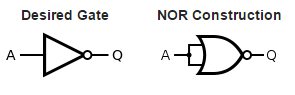 Desired Gate NOR Construction
A Q A Q